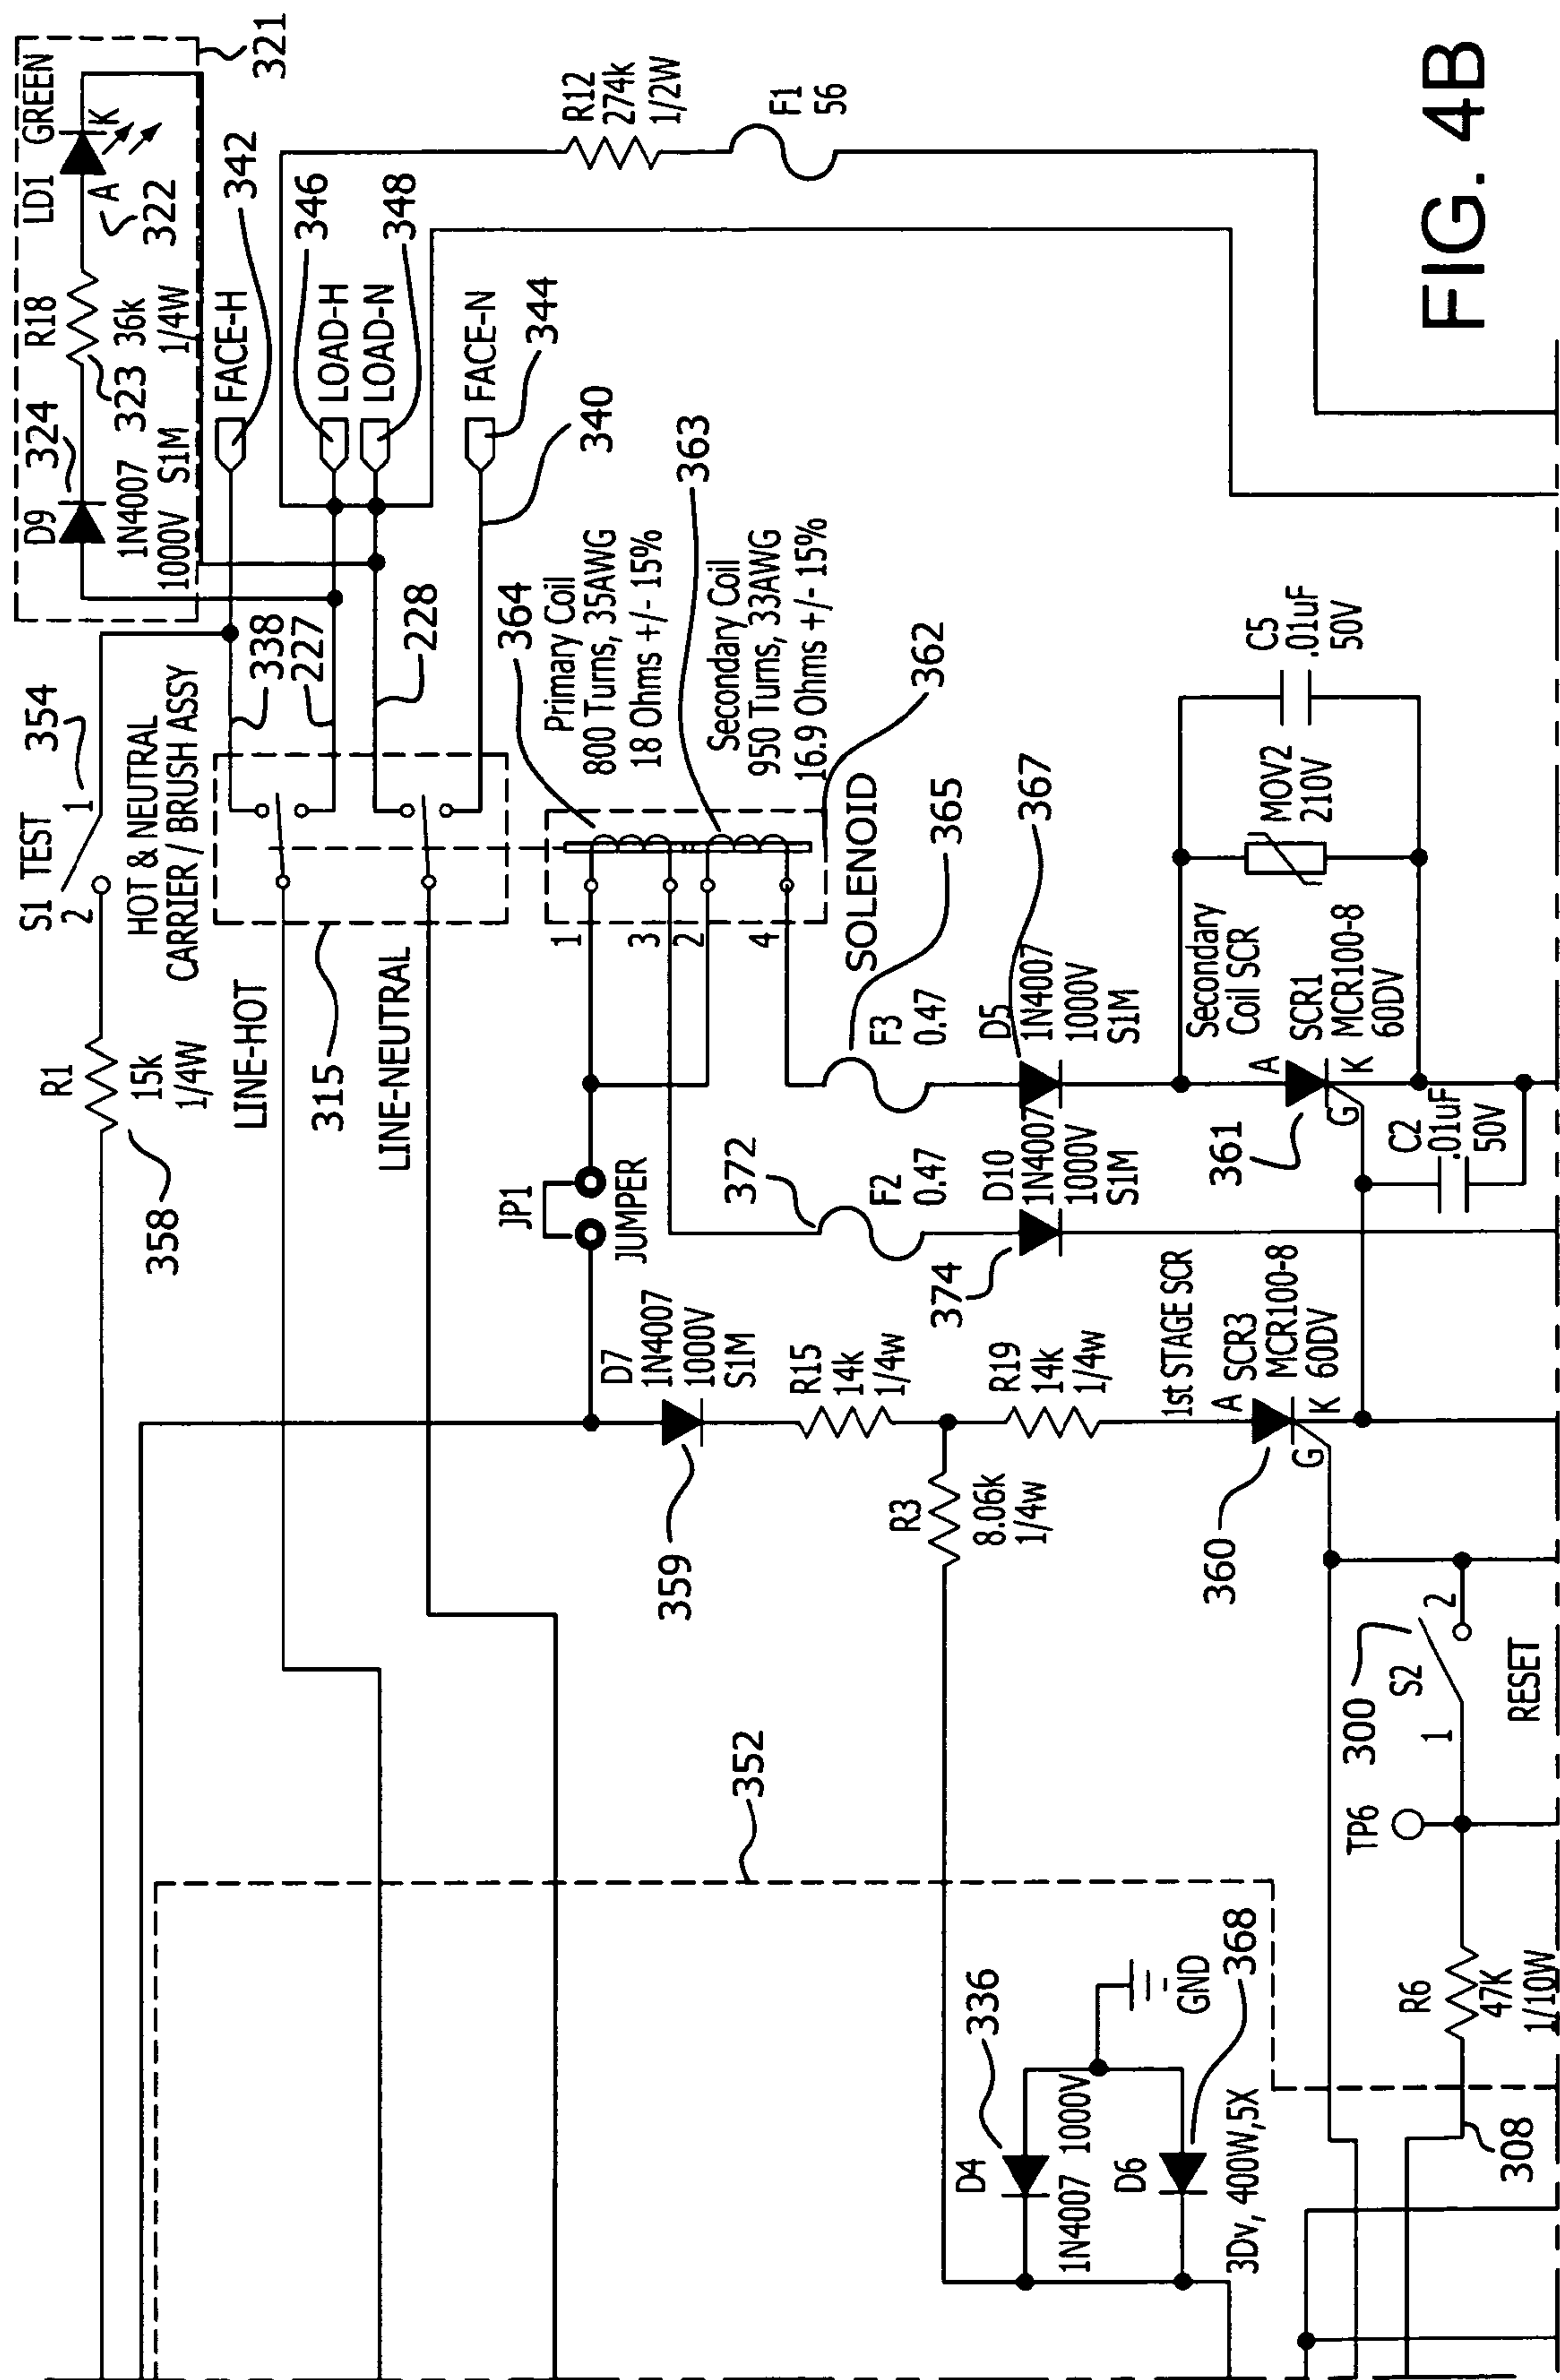 321
LD1 GREEN
K
A
322
R18
36k
1/4W
323
D9
324
1N4007
1000V S1M
342
FACE-H
346
LOAD-H
LOAD-N
348
FACE-N
344
340
R12
274k
1/2W
F1
56
FIG. 4B
354
S1 TEST
1
2
HOT & NEUTRAL
CARRIER / BRUSH ASSY
338
227
228
R1
15k
1/4W
358
LINE-HOT
315
LINE-NEUTRAL
364
Primary Coil
800 Turns, 35AWG
18 Ohms +/- 15%
363
Secondary Coil
950 Turns, 33AWG
16.9 Ohms +/- 15%
362
1
3
2
4
SOLENOID
365
JP1
JUMPER
372
F2
0.47
F3
0.47
367
D5
1N4007
1000V
S1M
D10
1N4007
1000V
S1M
374
Secondary
Coil SCR
SCR1
MCR100-8
60DV
A
K
G
361
MOV2
210V
C5
.01uF
50V
C2
.01uF
50V
D7
1N4007
1000V
S1M
359
R15
14k
1/4w
R19
14k
1/4w
R3
8.06k
1/4w
1st STAGE SCR
A
SCR3
MCR100-8
60DV
K
G
360
352
300
S2
1
2
RESET
TP6
R6
47K
1/10W
308
336
D4
1N4007 1000V
GND
368
D6
3Dv, 400W,5X